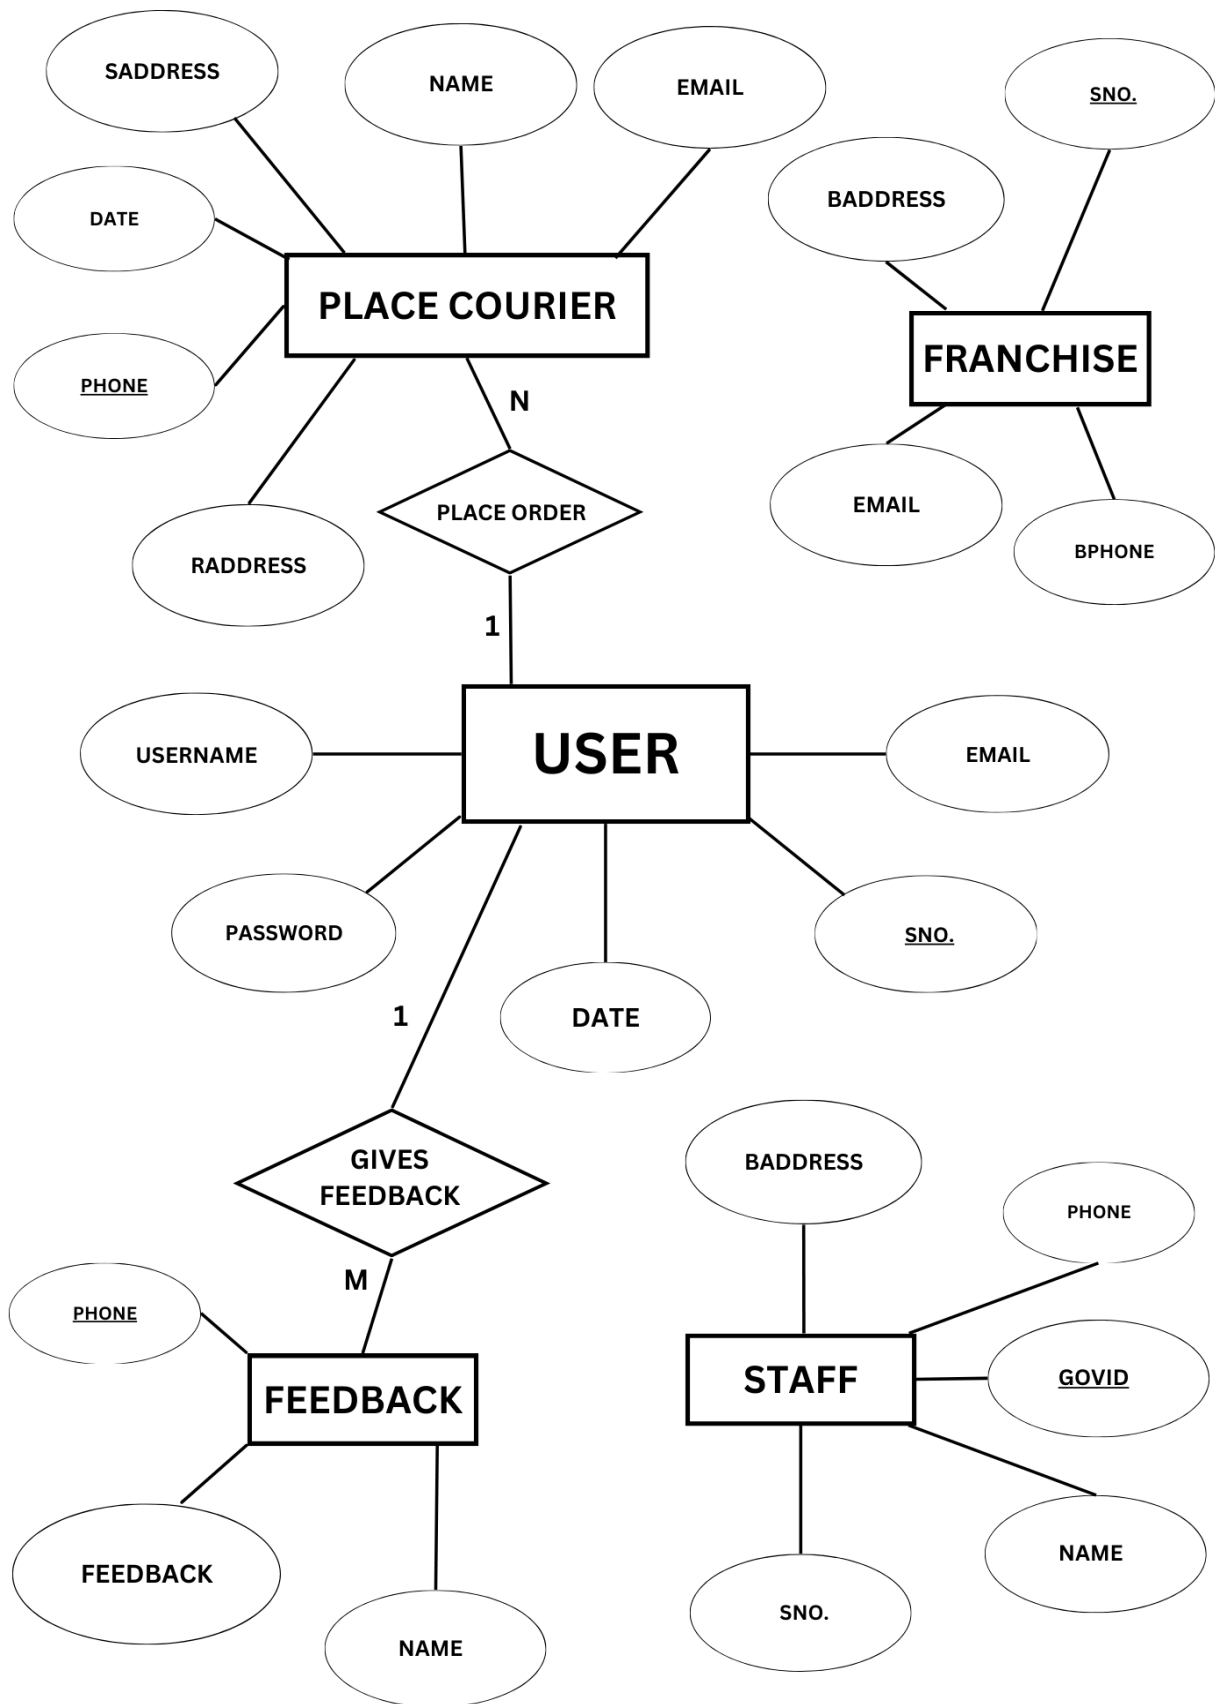 SADDRESS
NAME
EMAIL
SNO.
DATE
BADDRESS
PLACE COURIER
FRANCHISE
PHONE
N
EMAIL
PLACE ORDER
BPHONE
RADDRESS
1
USER
USERNAME
EMAIL
PASSWORD
SNO.
1
DATE
GIVES
FEEDBACK
BADDRESS
PHONE
M
PHONE
STAFF
GOVID
FEEDBACK
NAME
FEEDBACK
SNO.
NAME